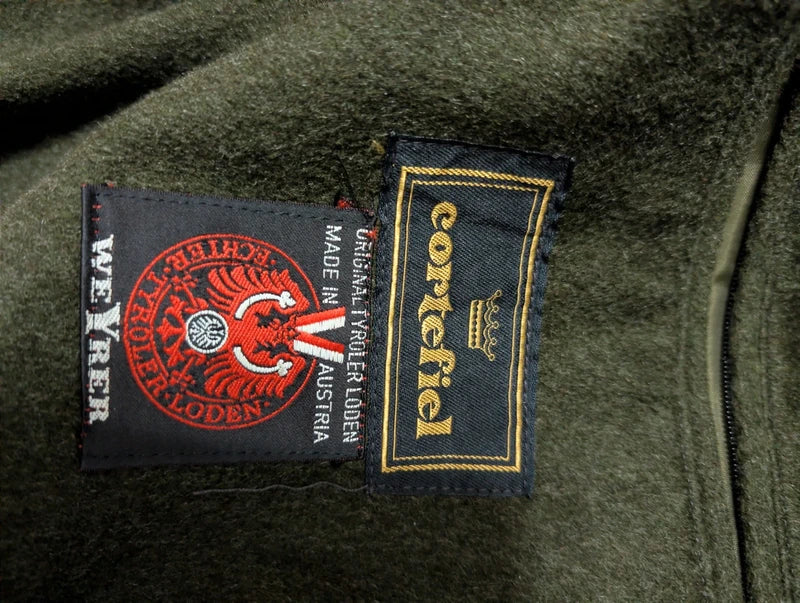 cortefiel
ORIGINAL TYROLER LODEN
MADE IN AUSTRIA
ECHTER · TYROLER · LODEN ·
WEYRER